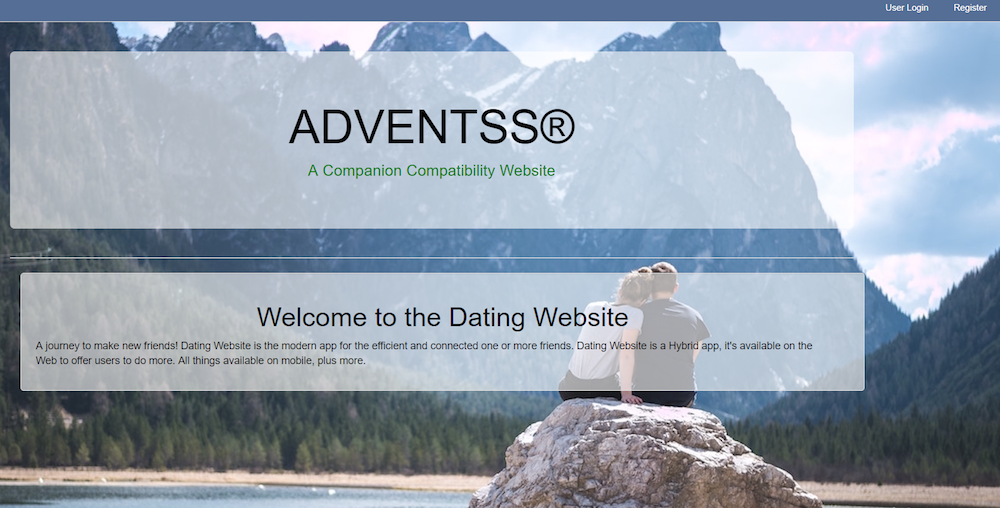 User Login Register
ADVENTSS®
A Companion Compatibility Website
Welcome to the Dating Website
A journey to make new friends! Dating Website is the modern app for the efficient and connected one or more friends. Dating Website is a Hybrid app, it's available on the
Web to offer users to do more. All things available on mobile, plus more.